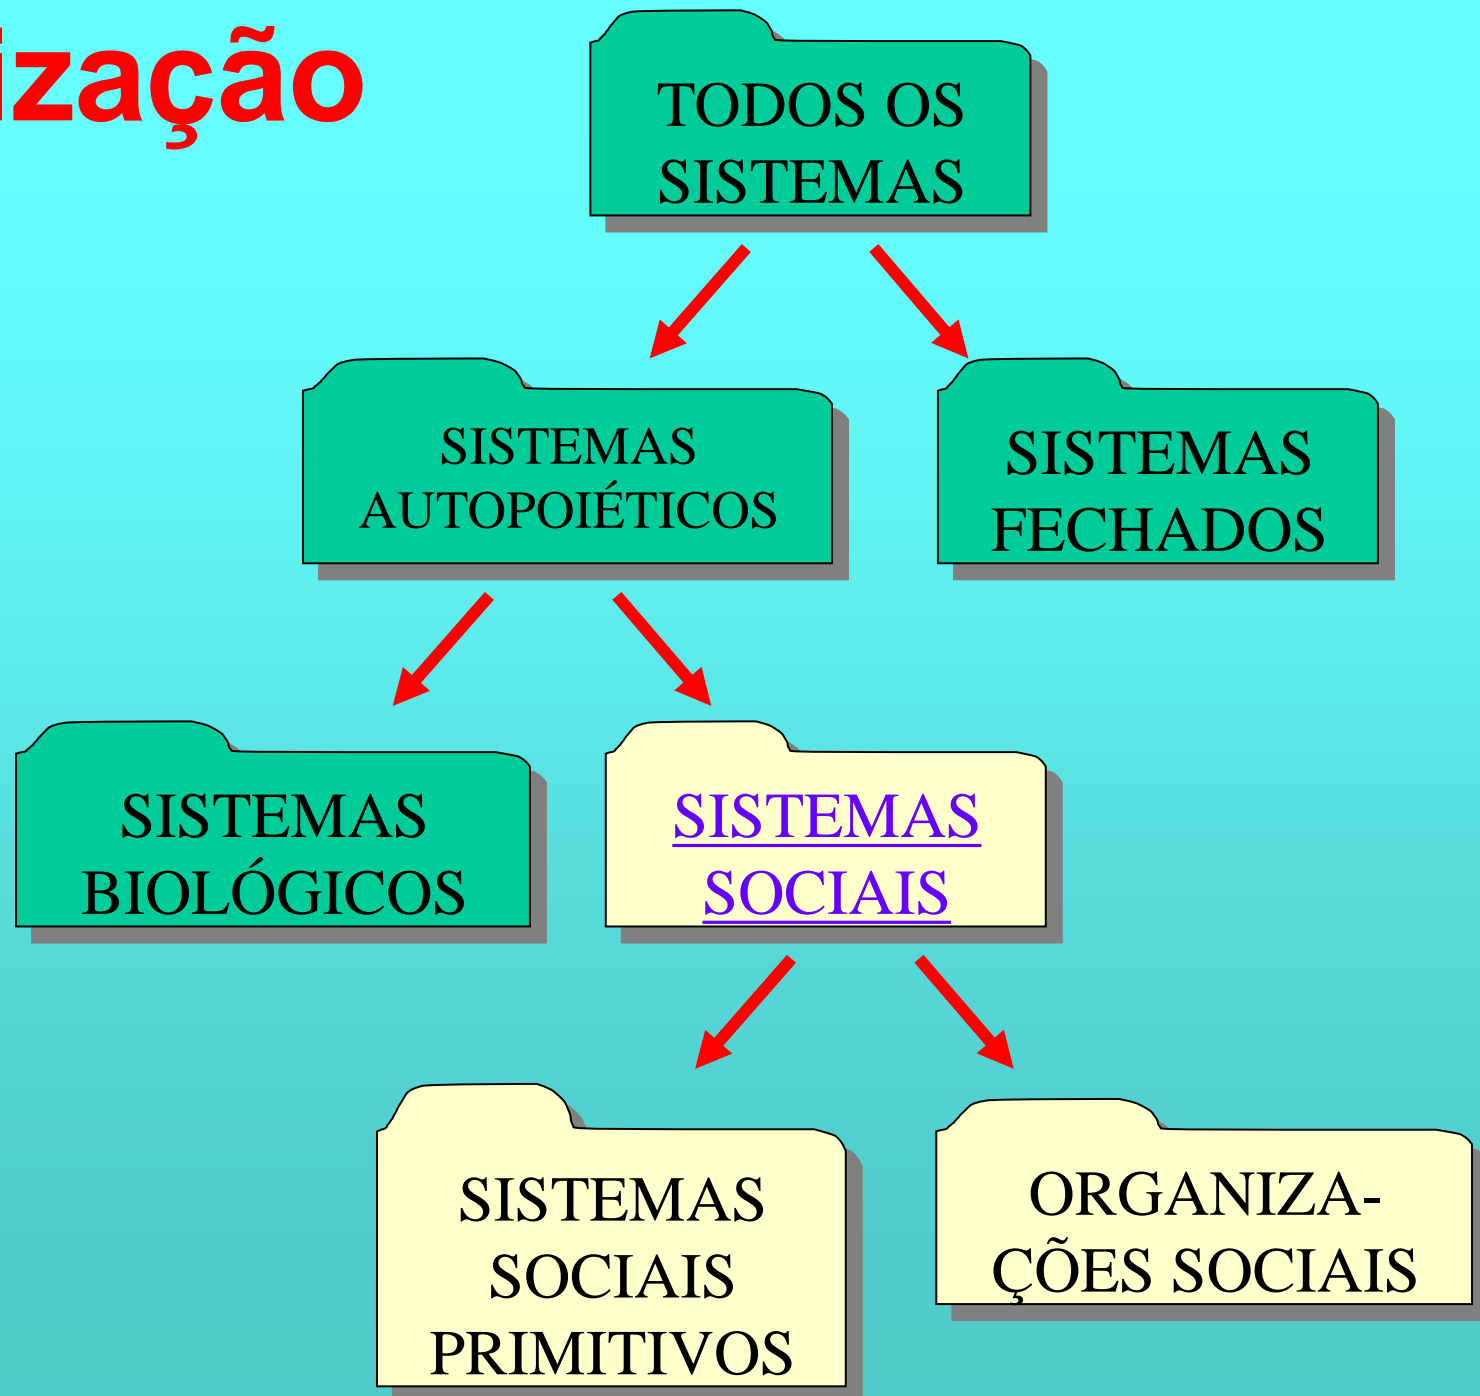 ização
TODOS OS
SISTEMAS
SISTEMAS
AUTOPOIÉTICOS
SISTEMAS
FECHADOS
SISTEMAS
BIOLÓGICOS
SISTEMAS
SOCIAIS
SISTEMAS
SOCIAIS
PRIMITIVOS
ORGANIZA-
ÇÕES SOCIAIS